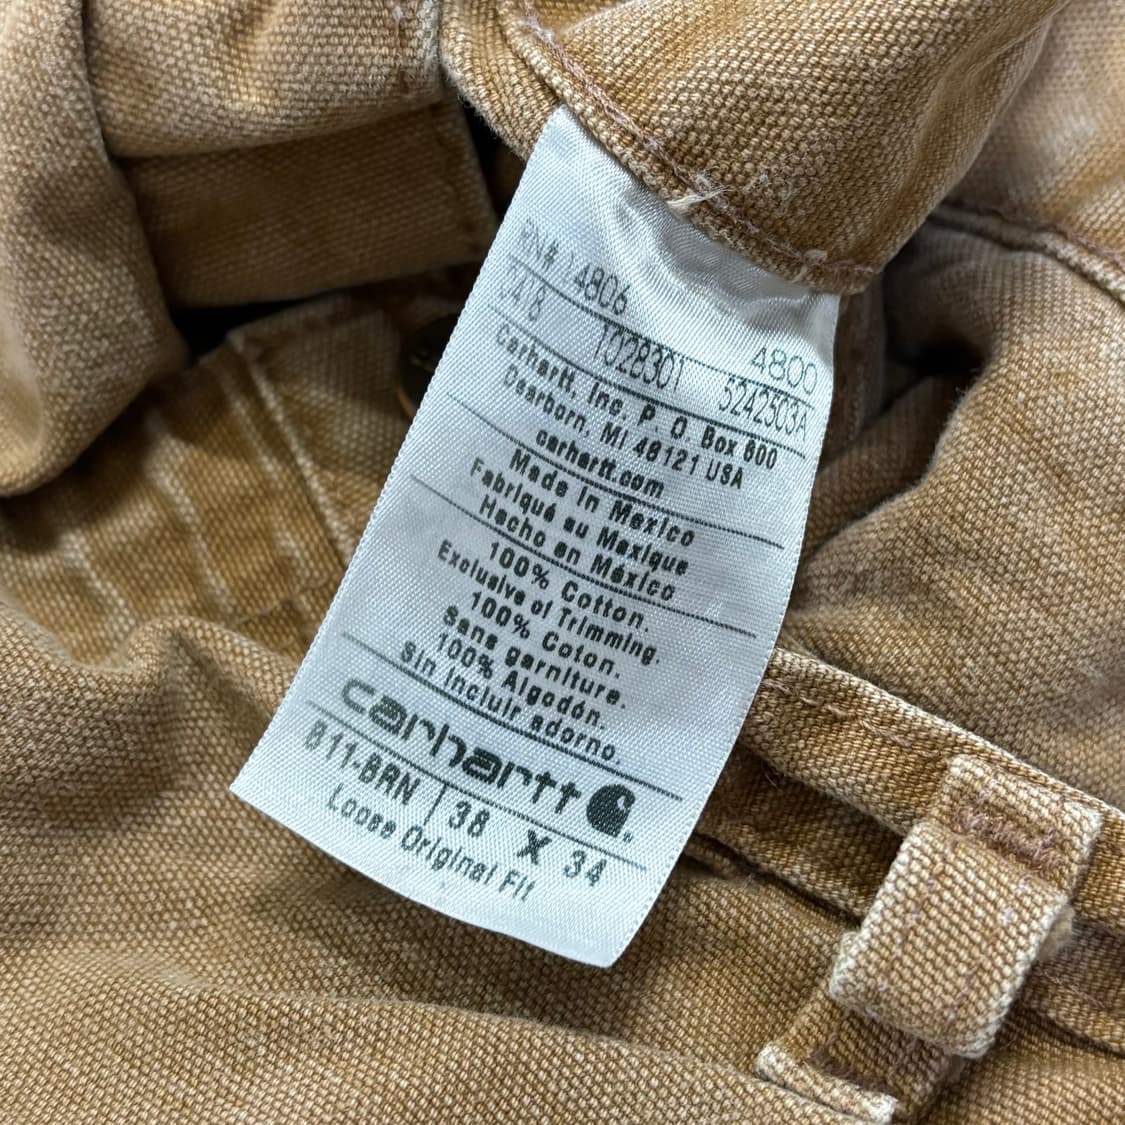 RN# 14806 4800
1028301 5242503A
Carhartt, Inc. P. O. Box 600
Dearborn, MI 48121 USA
carhartt.com
Made in Mexico
Fabriqué au Mexique
Hecho en México
100% Cotton.
Exclusive of Trimming.
100% Coton.
Sans garniture.
100% Algodón.
Sin incluir adorno.
carhartt
B11-BRN | 38 X 34
Loose Original Fit